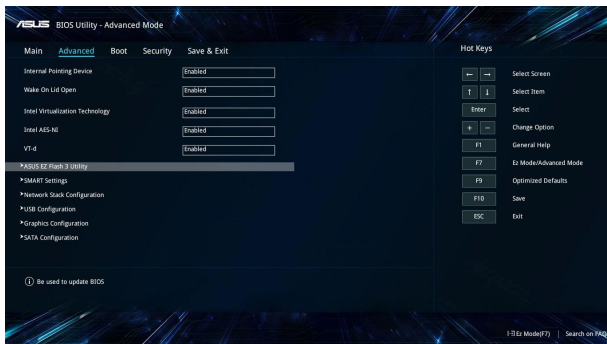 ASUS BIOS Utility - Advanced Mode
Main Advanced Boot Security Save & Exit
Internal Pointing Device Enabled
Wake On Lid Open Enabled
Intel Virtualization Technology Enabled
Intel AES-NI Enabled
VT-d Enabled
ASUS EZ Flash 3 Utility
SMART Settings
Network Stack Configuration
USB Configuration
Graphics Configuration
SATA Configuration
Be used to update BIOS
Hot Keys
← → Select Screen
↑ ↓ Select Item
Enter Select
+ - Change Option
F1 General Help
F7 Ez Mode/Advanced Mode
F9 Optimized Defaults
F10 Save
ESC Exit
Ez Mode(F7) | Search on FAQ